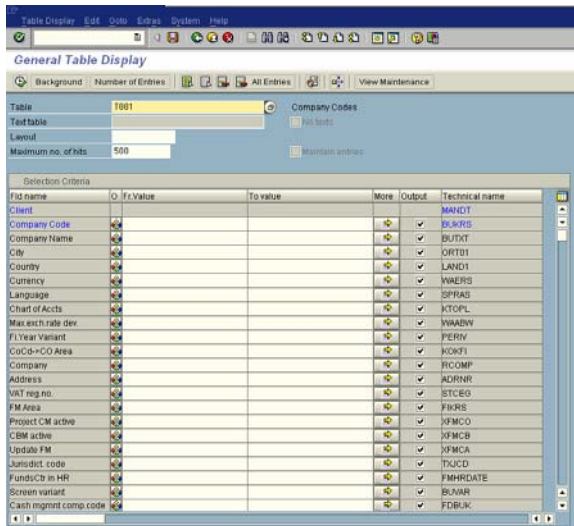 Table Display Edit Goto Extras System Help
General Table Display
Background Number of Entries All Entries View Maintenance
Table T001 Company Codes
Text table No texts
Layout
Maximum no. of hits 500 Maintain entries
Selection Criteria
Fld name O Fr.Value To value More Output Technical name
Client MANDT
Company Code BUKRS
Company Name BUTXT
City ORT01
Country LAND1
Currency WAERS
Language SPRAS
Chart of Accts KTOPL
Max.exch.rate dev. WAABW
Fi.Year Variant PERIV
CoCd->CO Area KOKFI
Company RCOMP
Address ADRNR
VAT reg.no. STCEG
FM Area FIKRS
Project CM active XFMCO
CBM active XFMCB
Update FM XFMCA
Jurisdict. code TXJCD
FundsCtr in HR FMHRDATE
Screen variant BUVAR
Cash mgmnt comp.code FDBUK